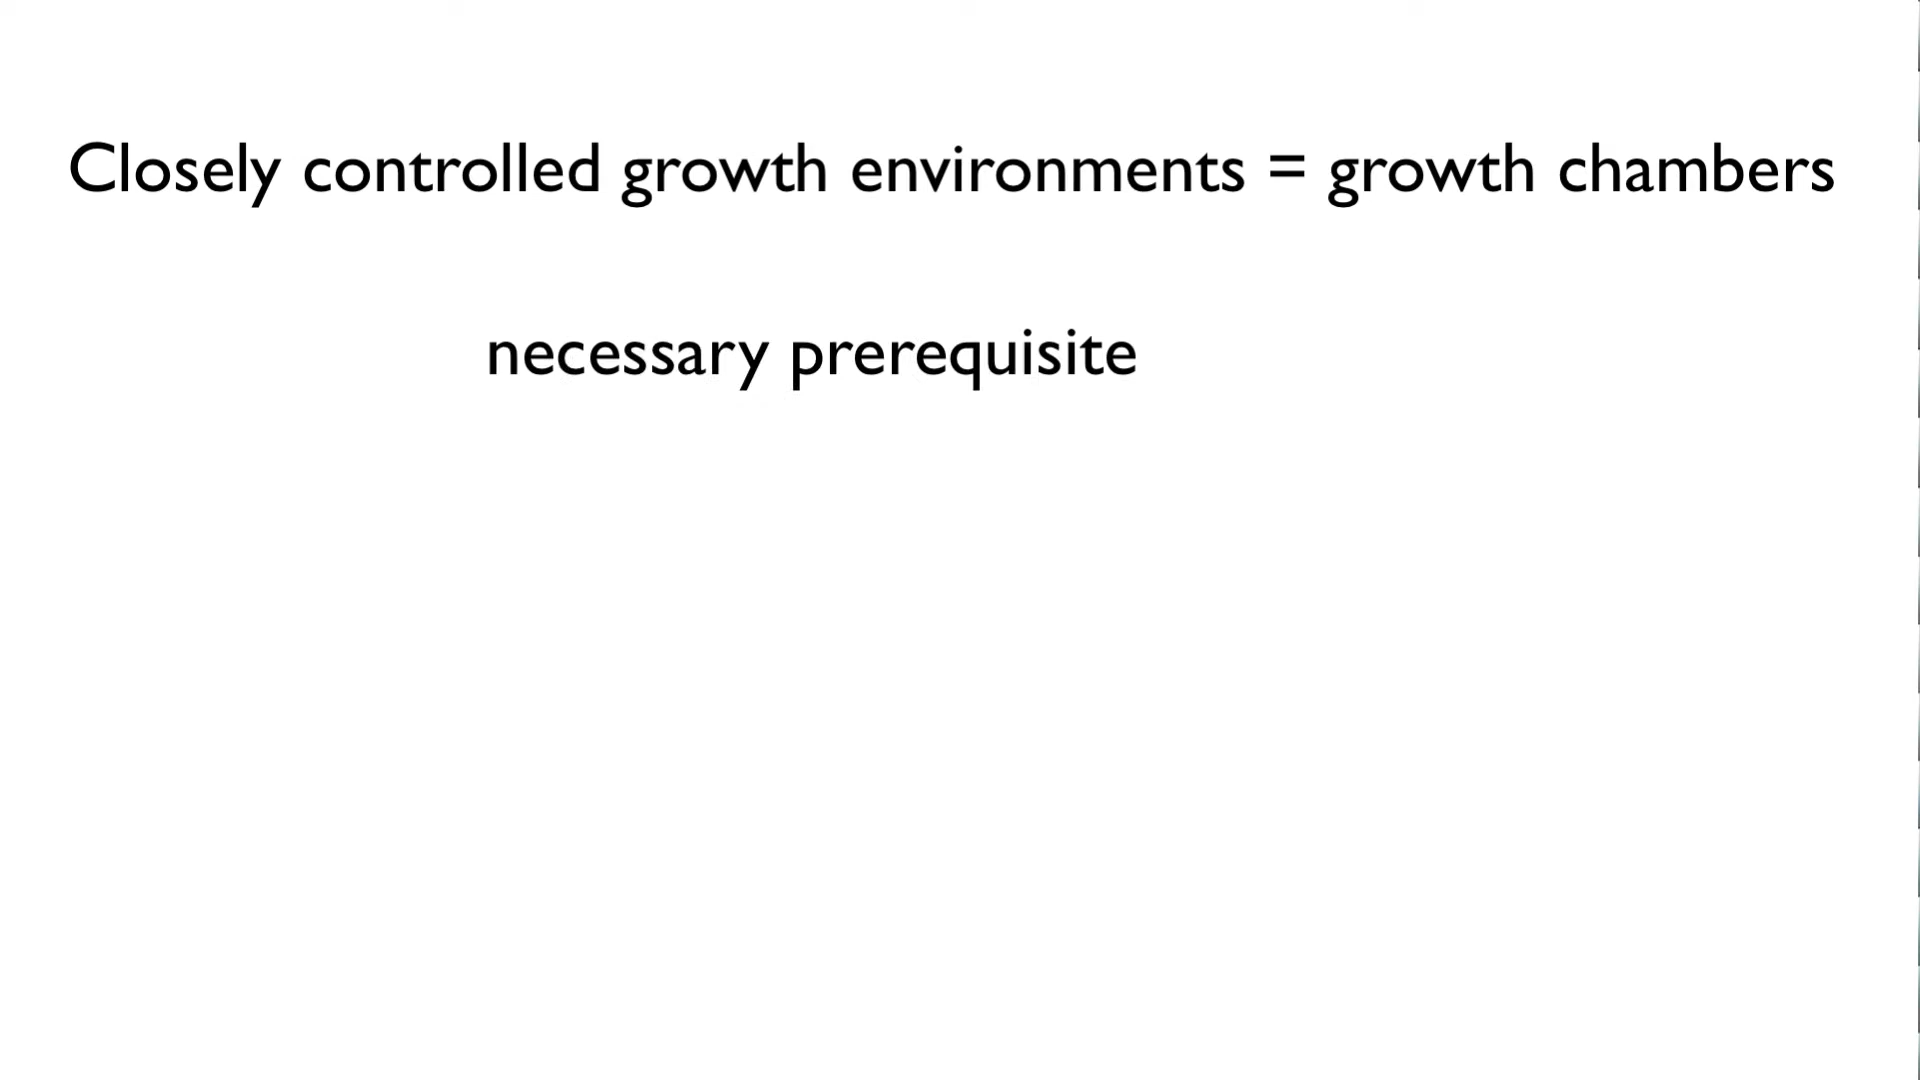 Closely controlled growth environments = growth chambers
necessary prerequisite